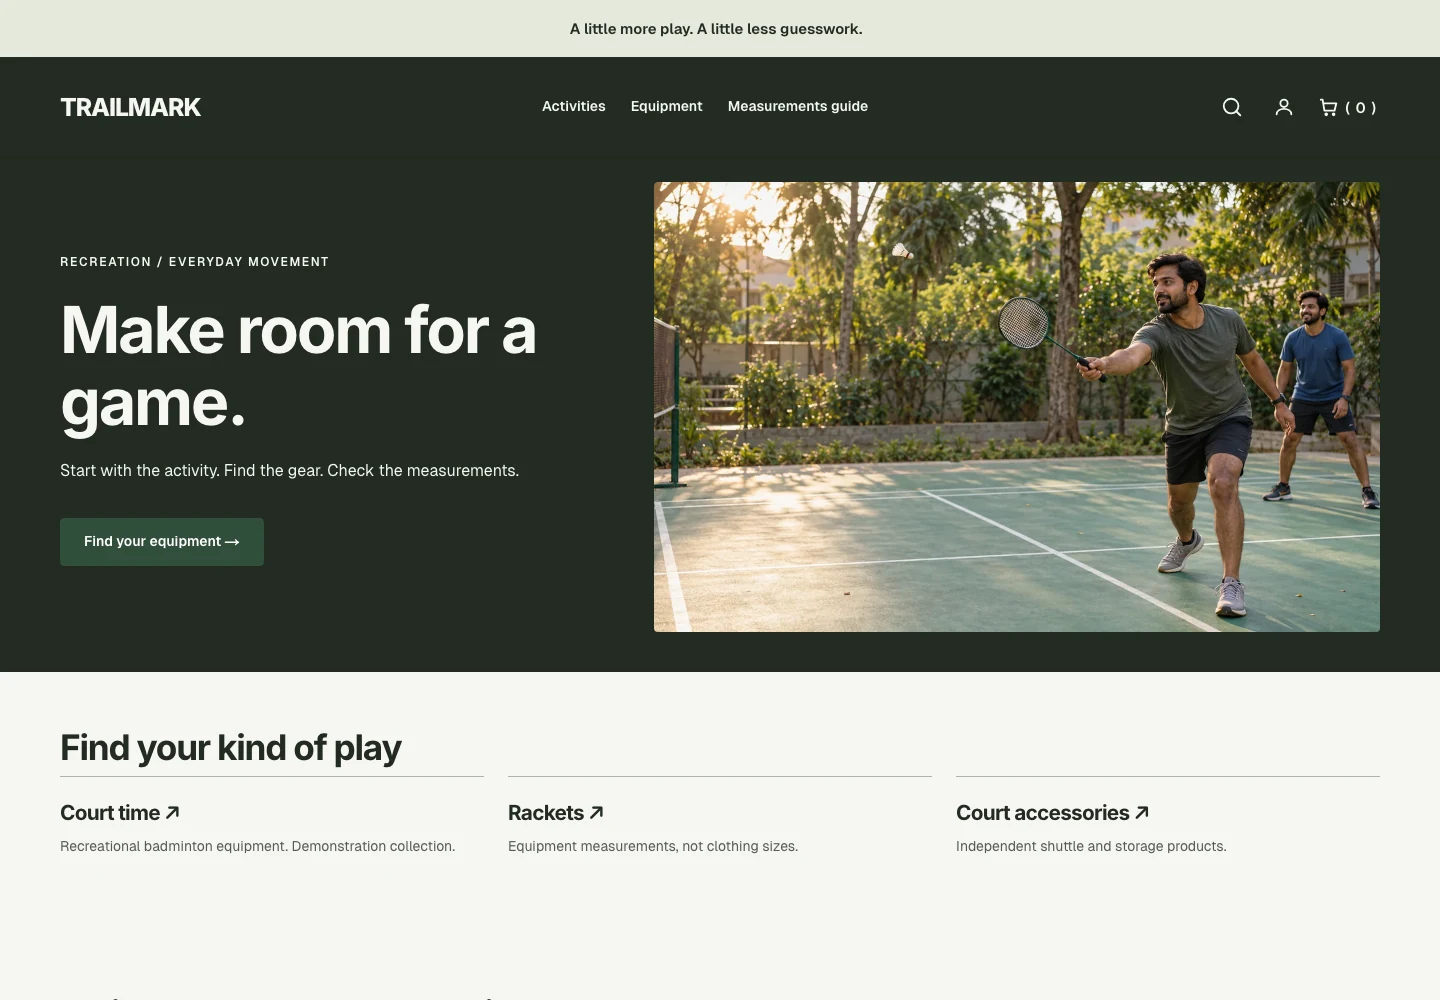 A little more play. A little less guesswork.
TRAILMARK
Activities
Equipment
Measurements guide
( 0 )
RECREATION / EVERYDAY MOVEMENT
Make room for a
game.
Start with the activity. Find the gear. Check the measurements.
Find your equipment →
Find your kind of play
Court time ↗
Recreational badminton equipment. Demonstration collection.
Rackets ↗
Equipment measurements, not clothing sizes.
Court accessories ↗
Independent shuttle and storage products.